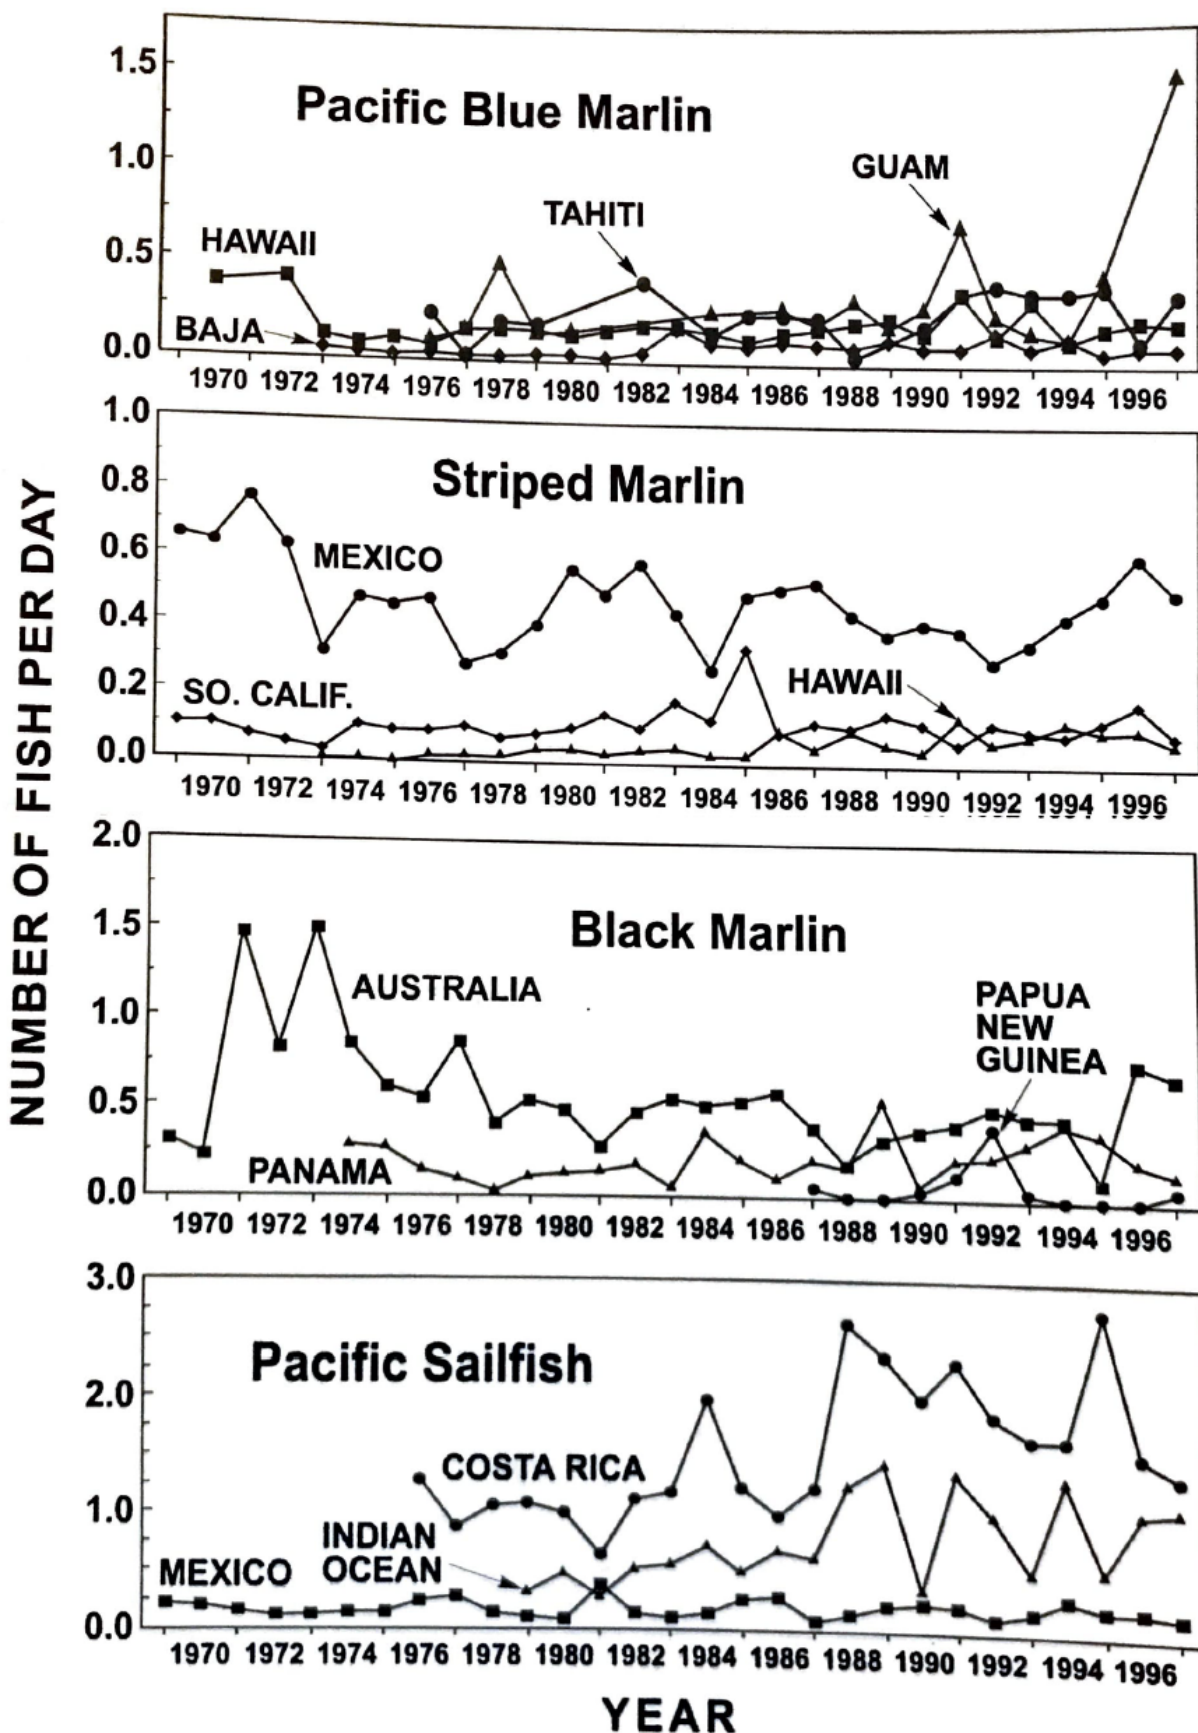 NUMBER OF FISH PER DAY
1.5
1.0
0.5
0.0
Pacific Blue Marlin
GUAM
TAHITI
HAWAII
BAJA
1970 1972 1974 1976 1978 1980 1982 1984 1986 1988 1990 1992 1994 1996
1.0
0.8
0.6
0.4
0.2
0.0
Striped Marlin
MEXICO
SO. CALIF.
HAWAII
1970 1972 1974 1976 1978 1980 1982 1984 1986 1988 1990 1992 1994 1996
2.0
1.5
1.0
0.5
0.0
Black Marlin
AUSTRALIA
PAPUA
NEW
GUINEA
PANAMA
1970 1972 1974 1976 1978 1980 1982 1984 1986 1988 1990 1992 1994 1996
3.0
2.0
1.0
0.0
Pacific Sailfish
COSTA RICA
INDIAN
OCEAN
MEXICO
1970 1972 1974 1976 1978 1980 1982 1984 1986 1988 1990 1992 1994 1996
YEAR